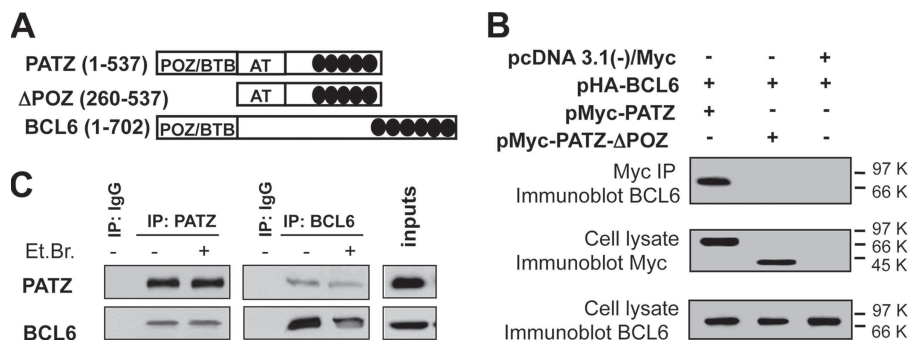 A
PATZ (1-537)
POZ/BTB
AT
ΔPOZ (260-537)
AT
BCL6 (1-702)
POZ/BTB
B
pcDNA 3.1(-)/Myc - - +
pHA-BCL6 + + +
pMyc-PATZ + - -
pMyc-PATZ-ΔPOZ - + -
Myc IP
Immunoblot BCL6
97 K
66 K
Cell lysate
Immunoblot Myc
97 K
66 K
45 K
Cell lysate
Immunoblot BCL6
97 K
66 K
C
IP: IgG
IP: PATZ
IP: IgG
IP: BCL6
inputs
Et.Br. - - + - - +
PATZ
BCL6